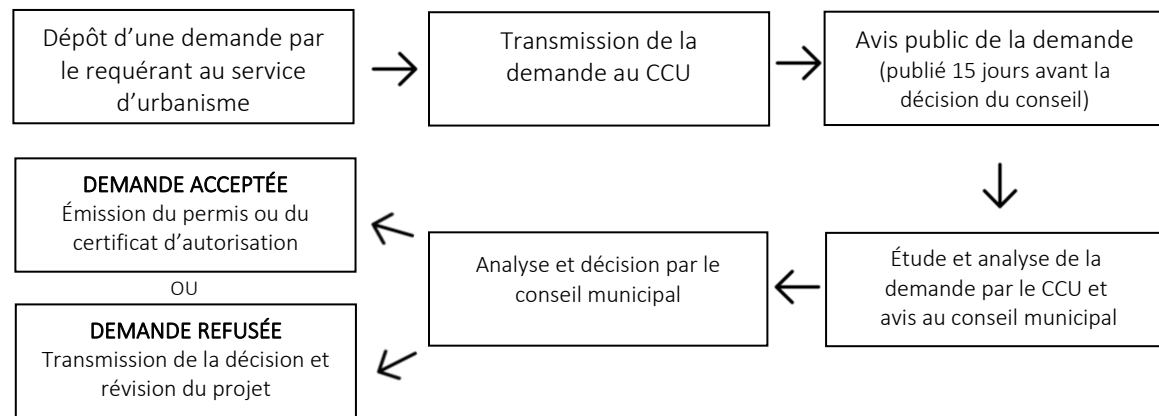 Dépôt d’une demande par
le requérant au service
d’urbanisme
Transmission de la
demande au CCU
Avis public de la demande
(publié 15 jours avant la
décision du conseil)
Étude et analyse de la
demande par le CCU et
avis au conseil municipal
Analyse et décision par le
conseil municipal
DEMANDE ACCEPTÉE
Émission du permis ou du
certificat d’autorisation
OU
DEMANDE REFUSÉE
Transmission de la décision et
révision du projet